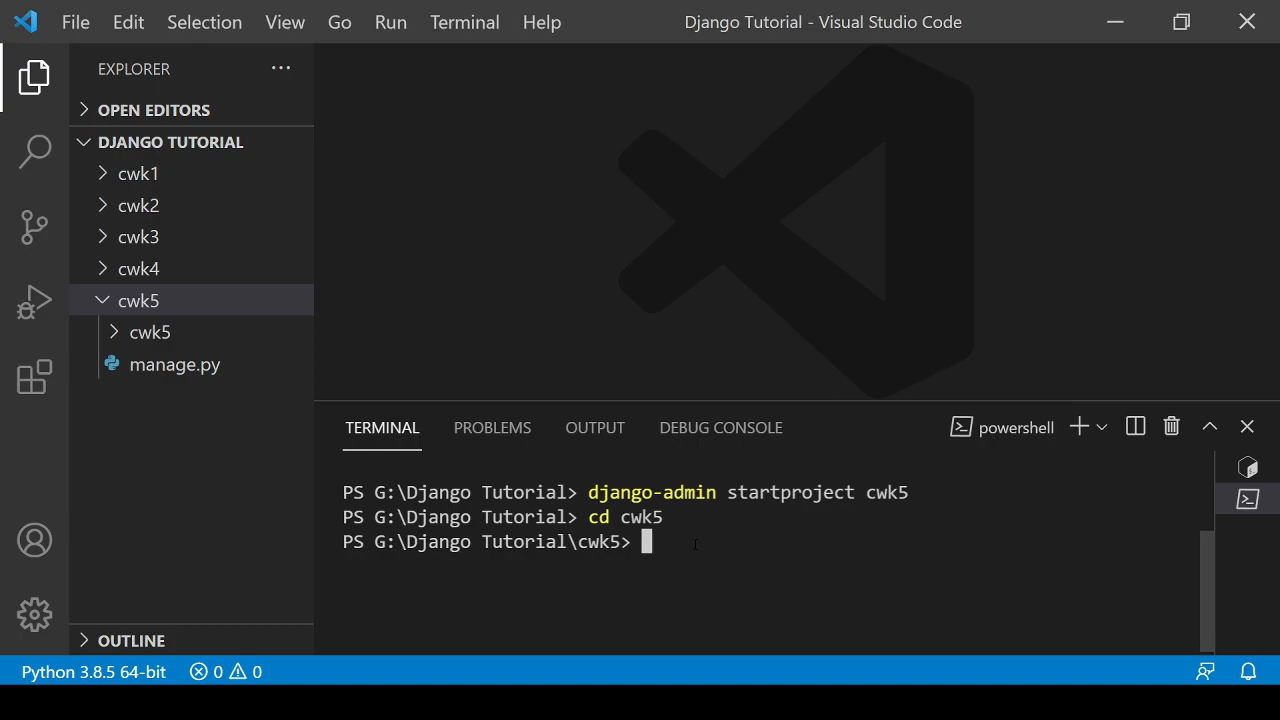 File Edit Selection View Go Run Terminal Help Django Tutorial - Visual Studio Code
EXPLORER
OPEN EDITORS
DJANGO TUTORIAL
cwk1
cwk2
cwk3
cwk4
cwk5
cwk5
manage.py
OUTLINE
TERMINAL PROBLEMS OUTPUT DEBUG CONSOLE powershell
PS G:\Django Tutorial> django-admin startproject cwk5
PS G:\Django Tutorial> cd cwk5
PS G:\Django Tutorial\cwk5>
Python 3.8.5 64-bit 0 0